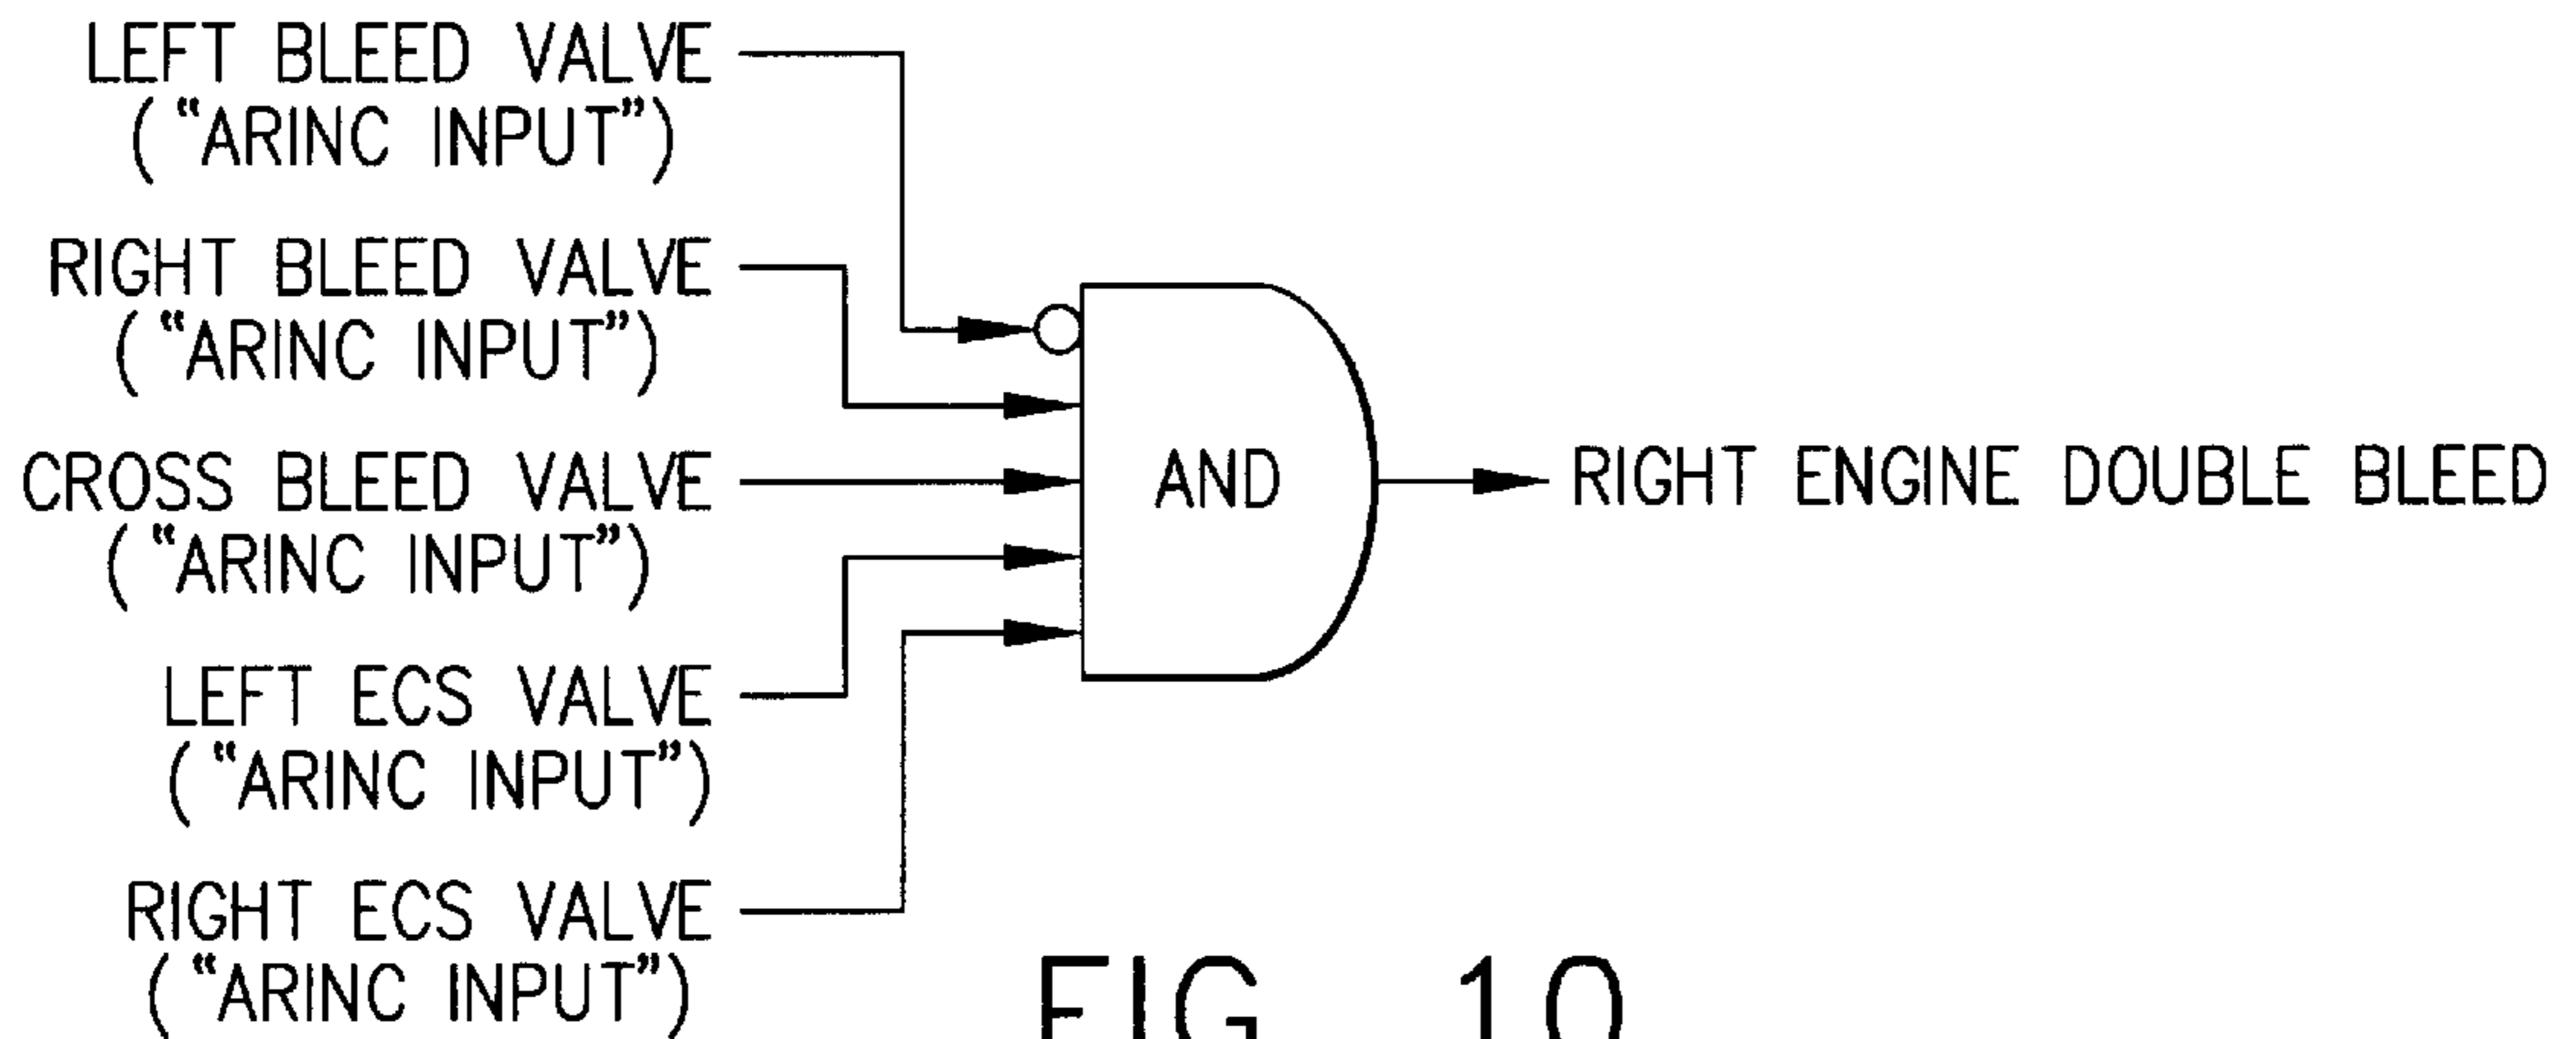 LEFT BLEED VALVE
(“ARINC INPUT”)
RIGHT BLEED VALVE
(“ARINC INPUT”)
CROSS BLEED VALVE
(“ARINC INPUT”)
LEFT ECS VALVE
(“ARINC INPUT”)
RIGHT ECS VALVE
(“ARINC INPUT”)
AND
RIGHT ENGINE DOUBLE BLEED
FIG. 10